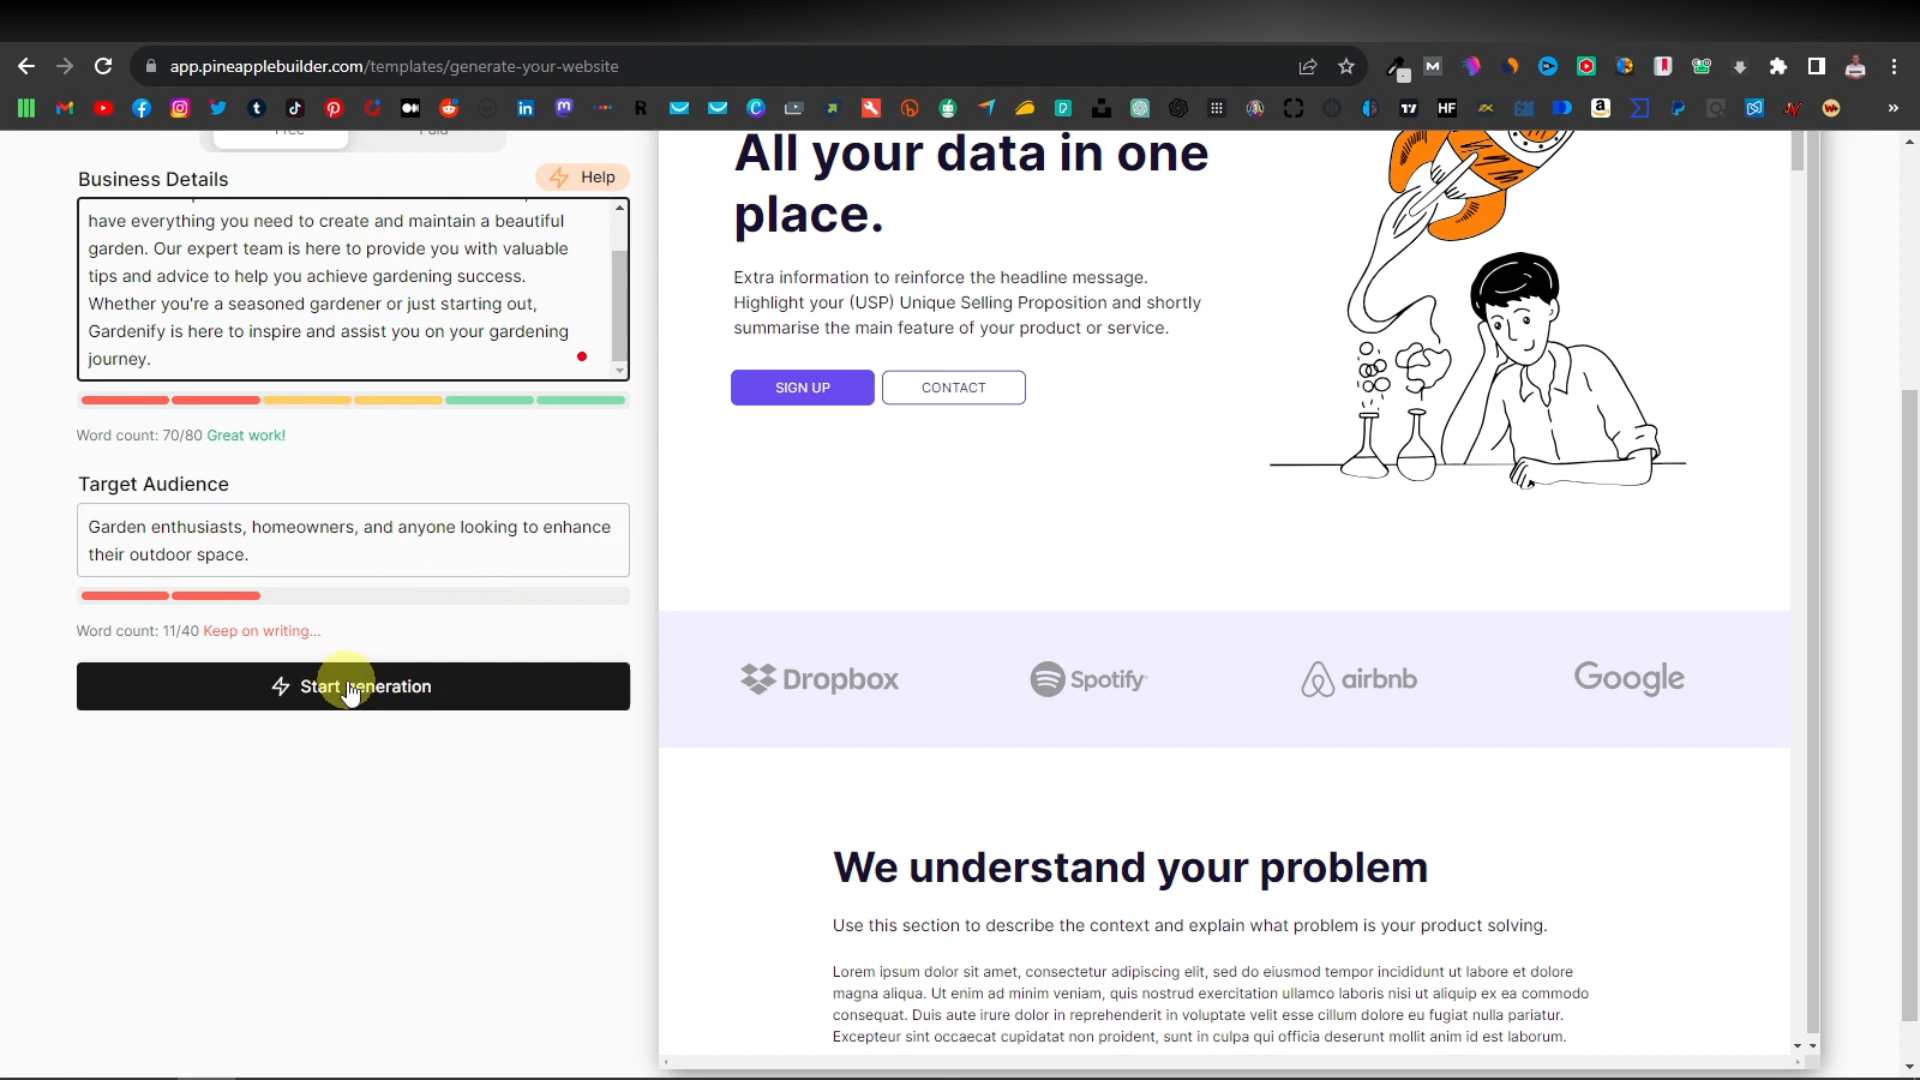 app.pineapplebuilder.com/templates/generate-your-website
Free
Paid
Business Details
Help
have everything you need to create and maintain a beautiful
garden. Our expert team is here to provide you with valuable
tips and advice to help you achieve gardening success.
Whether you're a seasoned gardener or just starting out,
Gardenify is here to inspire and assist you on your gardening
journey.
Word count: 70/80 Great work!
Target Audience
Garden enthusiasts, homeowners, and anyone looking to enhance
their outdoor space.
Word count: 11/40 Keep on writing...
Start generation
All your data in one
place.
Extra information to reinforce the headline message.
Highlight your (USP) Unique Selling Proposition and shortly
summarise the main feature of your product or service.
SIGN UP
CONTACT
Dropbox
Spotify
airbnb
Google
We understand your problem
Use this section to describe the context and explain what problem is your product solving.
Lorem ipsum dolor sit amet, consectetur adipiscing elit, sed do eiusmod tempor incididunt ut labore et dolore
magna aliqua. Ut enim ad minim veniam, quis nostrud exercitation ullamco laboris nisi ut aliquip ex ea commodo
consequat. Duis aute irure dolor in reprehenderit in voluptate velit esse cillum dolore eu fugiat nulla pariatur.
Excepteur sint occaecat cupidatat non proident, sunt in culpa qui officia deserunt mollit anim id est laborum.